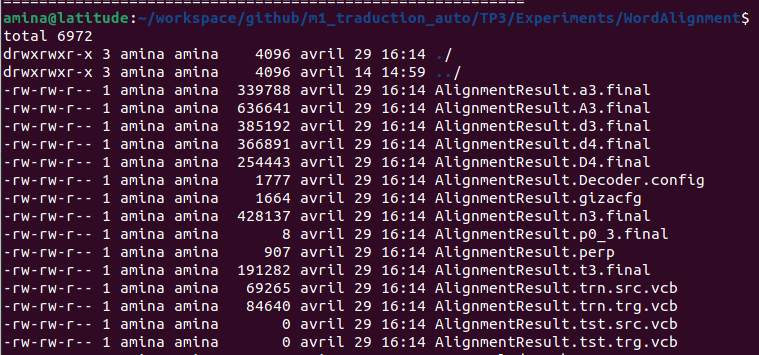 amina@latitude:~/workspace/github/m1_traduction_auto/TP3/Experiments/WordAlignment$
total 6972
drwxrwxr-x 3 amina amina 4096 avril 29 16:14 ./
drwxrwxr-x 3 amina amina 4096 avril 14 14:59 ../
-rw-rw-r-- 1 amina amina 339788 avril 29 16:14 AlignmentResult.a3.final
-rw-rw-r-- 1 amina amina 636641 avril 29 16:14 AlignmentResult.A3.final
-rw-rw-r-- 1 amina amina 385192 avril 29 16:14 AlignmentResult.d3.final
-rw-rw-r-- 1 amina amina 366891 avril 29 16:14 AlignmentResult.d4.final
-rw-rw-r-- 1 amina amina 254443 avril 29 16:14 AlignmentResult.D4.final
-rw-rw-r-- 1 amina amina 1777 avril 29 16:14 AlignmentResult.Decoder.config
-rw-rw-r-- 1 amina amina 1664 avril 29 16:14 AlignmentResult.gizacfg
-rw-rw-r-- 1 amina amina 428137 avril 29 16:14 AlignmentResult.n3.final
-rw-rw-r-- 1 amina amina 8 avril 29 16:14 AlignmentResult.p0_3.final
-rw-rw-r-- 1 amina amina 907 avril 29 16:14 AlignmentResult.perp
-rw-rw-r-- 1 amina amina 191282 avril 29 16:14 AlignmentResult.t3.final
-rw-rw-r-- 1 amina amina 69265 avril 29 16:14 AlignmentResult.trn.src.vcb
-rw-rw-r-- 1 amina amina 84640 avril 29 16:14 AlignmentResult.trn.trg.vcb
-rw-rw-r-- 1 amina amina 0 avril 29 16:14 AlignmentResult.tst.src.vcb
-rw-rw-r-- 1 amina amina 0 avril 29 16:14 AlignmentResult.tst.trg.vcb